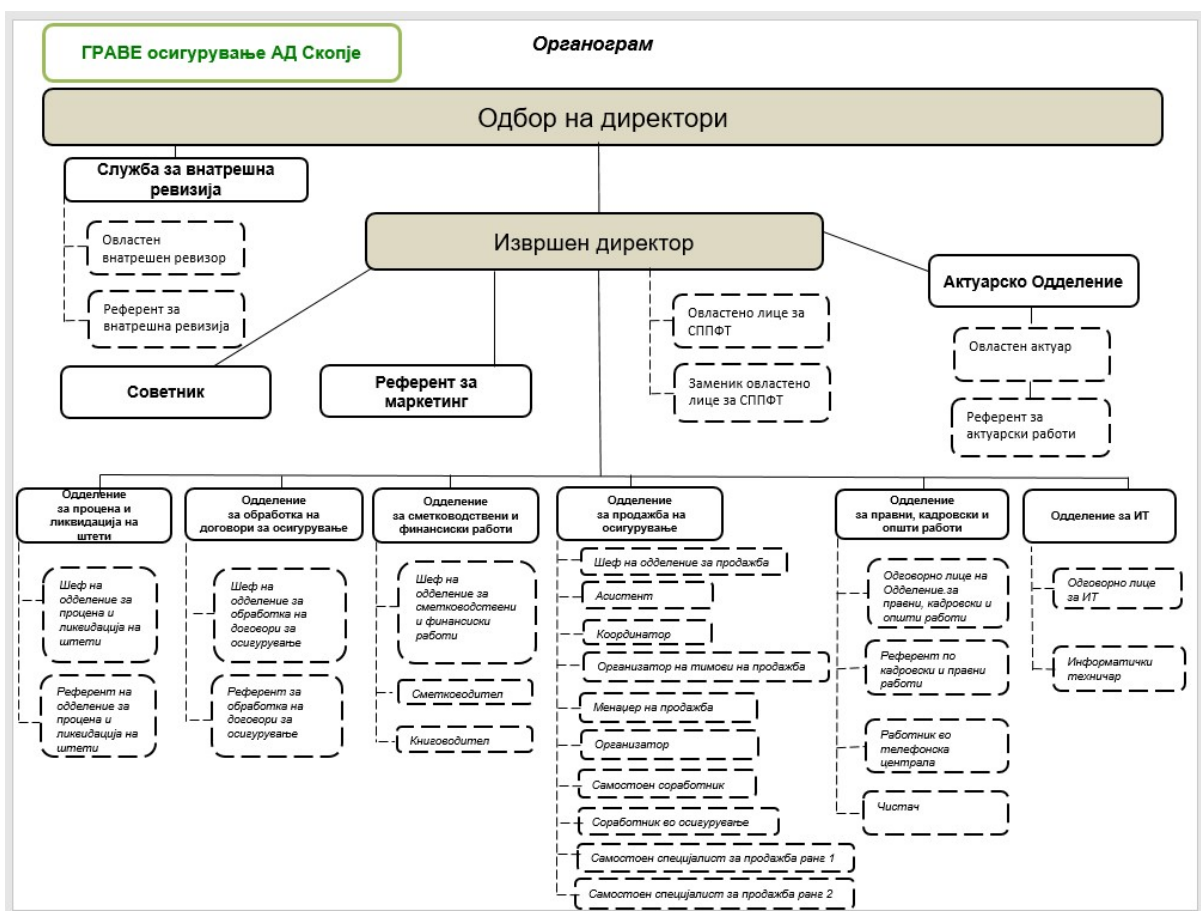 ГРАВЕ осигурување АД Скопје
Органограм
Одбор на директори
Служба за внатрешна
ревизија
Овластен
внатрешен ревизор
Референт за
внатрешна ревизија
Извршен директор
Советник
Референт за
маркетинг
Овластено лице за
СППФТ
Заменик овластено
лице за СППФТ
Актуарско Одделение
Овластен актуар
Референт за
актуарски работи
Одделение
за процена и
ликвидација на
штети
Шеф на
одделение за
процена и
ликвидација на
штети
Референт на
одделение за
процена и
ликвидација на
штети
Одделение
за обработка на
договори за осигурување
Шеф на
одделение за
обработка на
договори за
осигурување
Референт за
обработка на
договори за
осигурување
Одделение
за сметководствени и
финансиски работи
Шеф на
одделение за
сметководствени
и финансиски
работи
Сметководител
Книговодител
Одделение
за продажба на
осигурување
Шеф на одделение за продажба
Асистент
Координатор
Организатор на тимови на продажба
Менаџер на продажба
Организатор
Самостоен соработник
Соработник во осигурување
Самостоен специјалист за продажба ранг 1
Самостоен специјалист за продажба ранг 2
Одделение
за правни, кадровски и
општи работи
Одговорно лице на
Одделение.за
правни, кадровски и
општи работи
Референт по
кадровски и правни
работи
Работник во
телефонска
централа
Чистач
Одделение за ИТ
Одговорно лице
за ИТ
Информатички
техничар